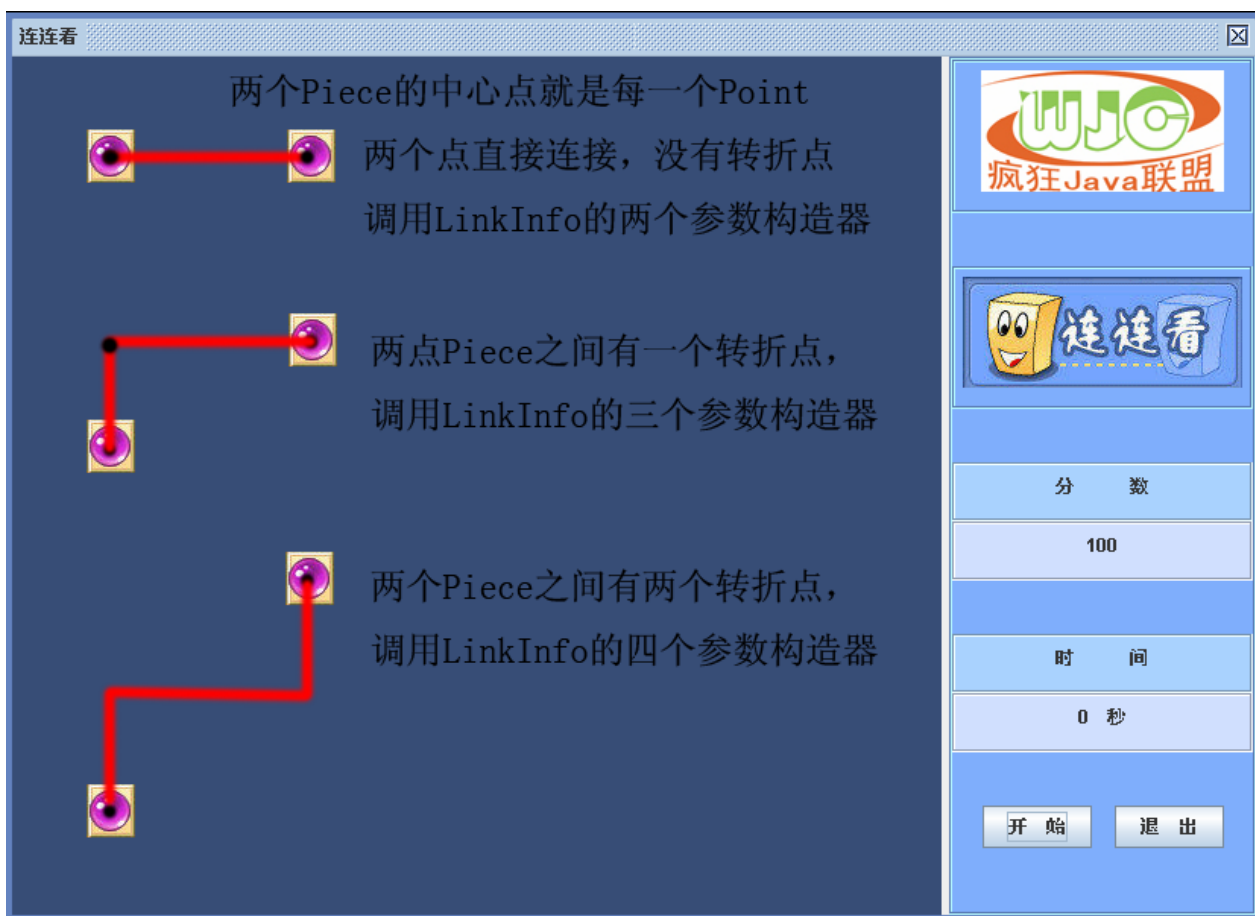 连连看
两个Piece的中心点就是每一个Point
两个点直接连接，没有转折点
调用LinkInfo的两个参数构造器
两点Piece之间有一个转折点，
调用LinkInfo的三个参数构造器
两个Piece之间有两个转折点，
调用LinkInfo的四个参数构造器
WJC
疯狂Java联盟
连连看
分 数
100
时 间
0 秒
开 始
退 出